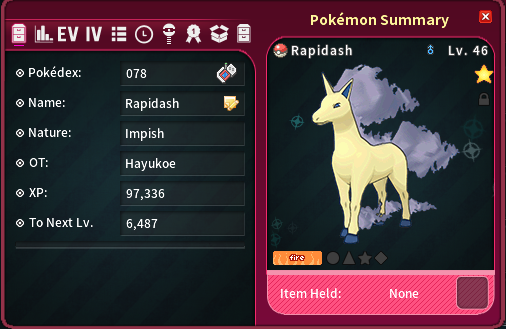 Pokémon Summary
EV IV
Rapidash ♂ Lv. 46
Pokédex: 078
Name: Rapidash
Nature: Impish
OT: Hayukoe
XP: 97,336
To Next Lv. 6,487
fire
Item Held: None